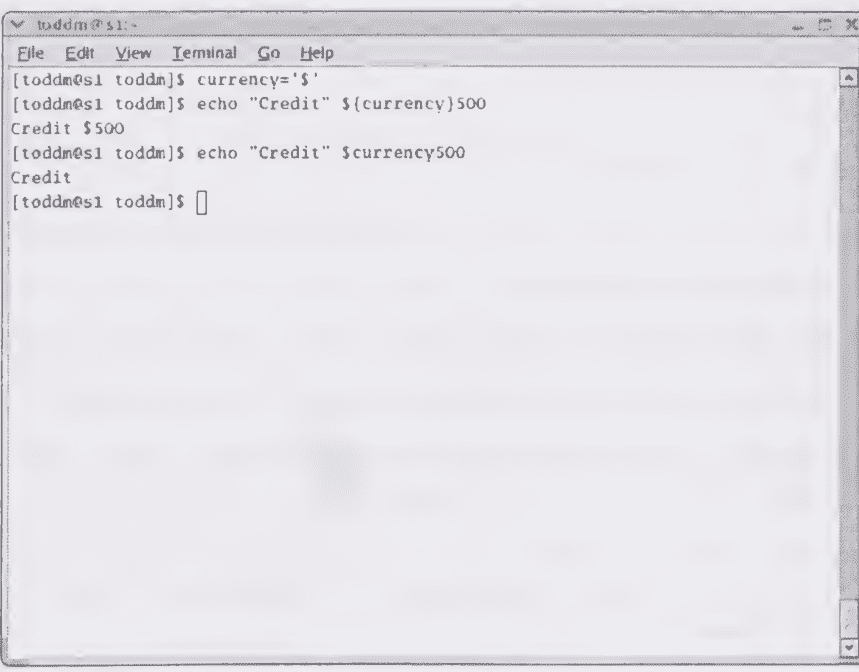 toddm@s1:~
File Edit View Terminal Go Help
[toddm@s1 toddm]$ currency='$'
[toddm@s1 toddm]$ echo "Credit" ${currency}500
Credit $500
[toddm@s1 toddm]$ echo "Credit" $currency500
Credit
[toddm@s1 toddm]$